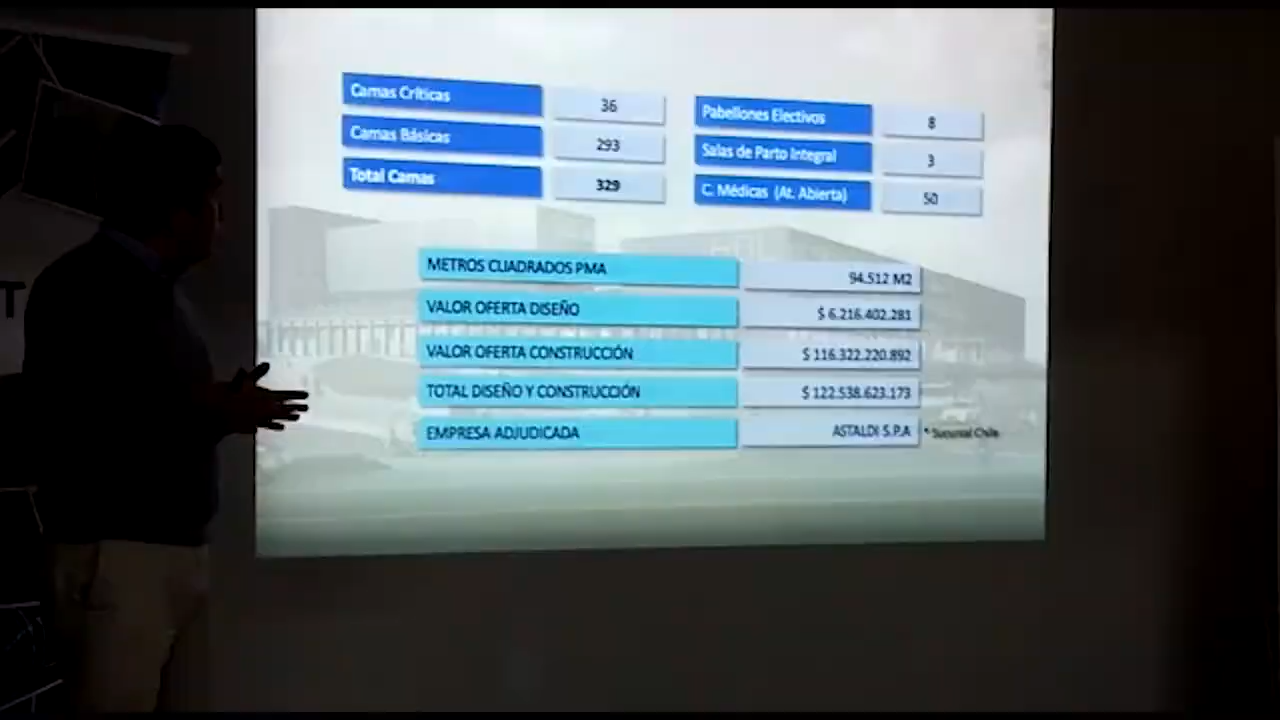 Camas Críticas 36
Camas Básicas 293
Total Camas 329
Pabellones Electivos 8
Salas de Parto Integral 3
C. Médicas (At. Abierta) 50
METROS CUADRADOS PMA 94.512 M2
VALOR OFERTA DISEÑO $ 6.216.402.281
VALOR OFERTA CONSTRUCCIÓN $ 116.322.220.892
TOTAL DISEÑO Y CONSTRUCCIÓN $ 122.538.623.173
EMPRESA ADJUDICADA ASTALDI S.P.A * Sucursal Chile
T